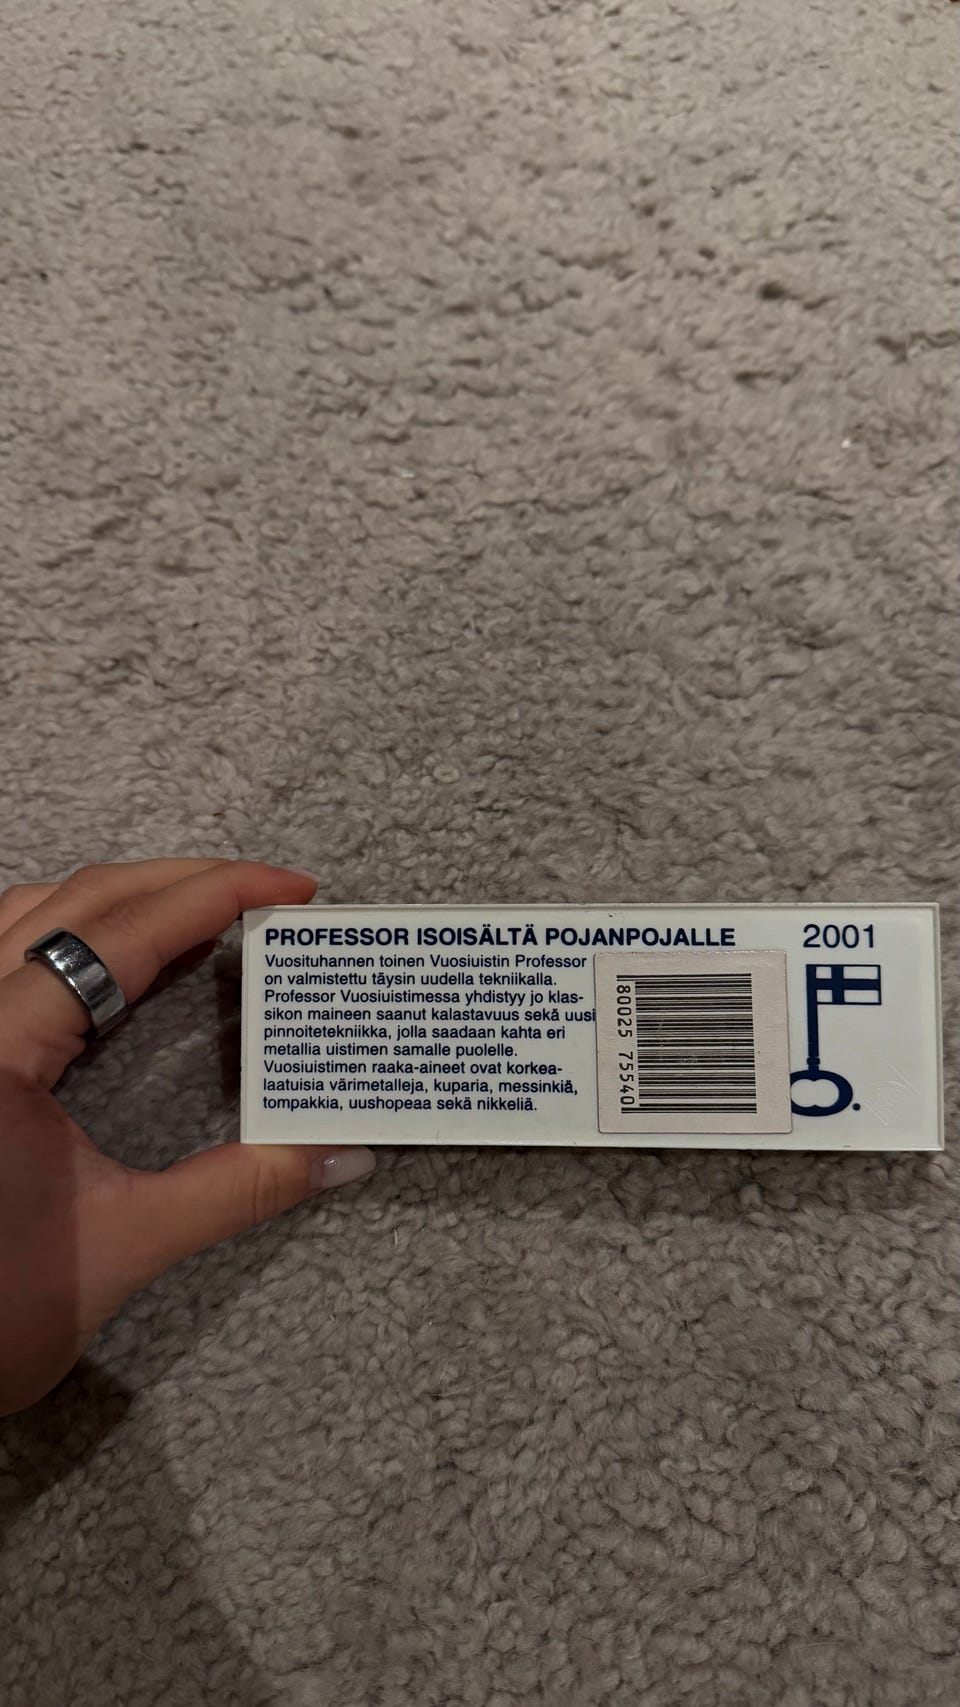 PROFESSOR ISOISÄLTÄ POJANPOJALLE
2001
Vuosituhannen toinen Vuosiuistin Professor
on valmistettu täysin uudella tekniikalla.
Professor Vuosiuistimessa yhdistyy jo klas-
sikon maineen saanut kalastavuus sekä uusi
pinnoitetekniikka, jolla saadaan kahta eri
metallia uistimen samalle puolelle.
Vuosiuistimen raaka-aineet ovat korkea-
laatuisia värimetalleja, kuparia, messinkiä,
tompakkia, uushopeaa sekä nikkeliä.
80025 75540